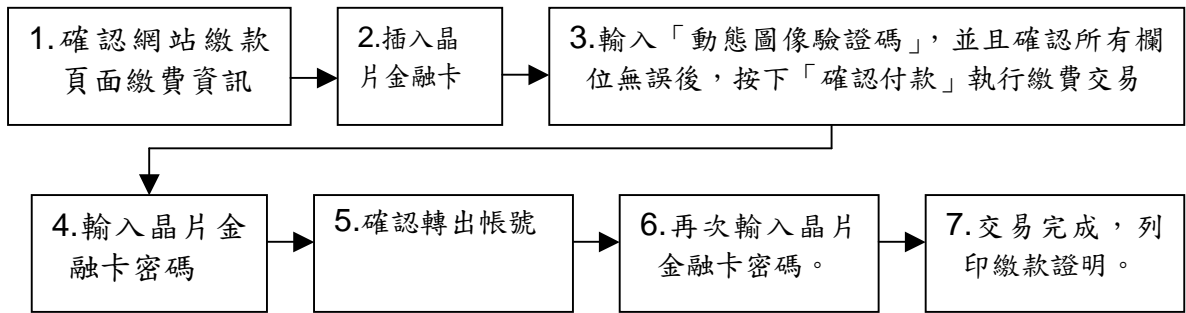 1.確認網站繳款
頁面繳費資訊
2.插入晶
片金融卡
3.輸入「動態圖像驗證碼」，並且確認所有欄
位無誤後，按下「確認付款」執行繳費交易
4.輸入晶片金
融卡密碼
5.確認轉出帳號
6.再次輸入晶片
金融卡密碼。
7.交易完成，列
印繳款證明。